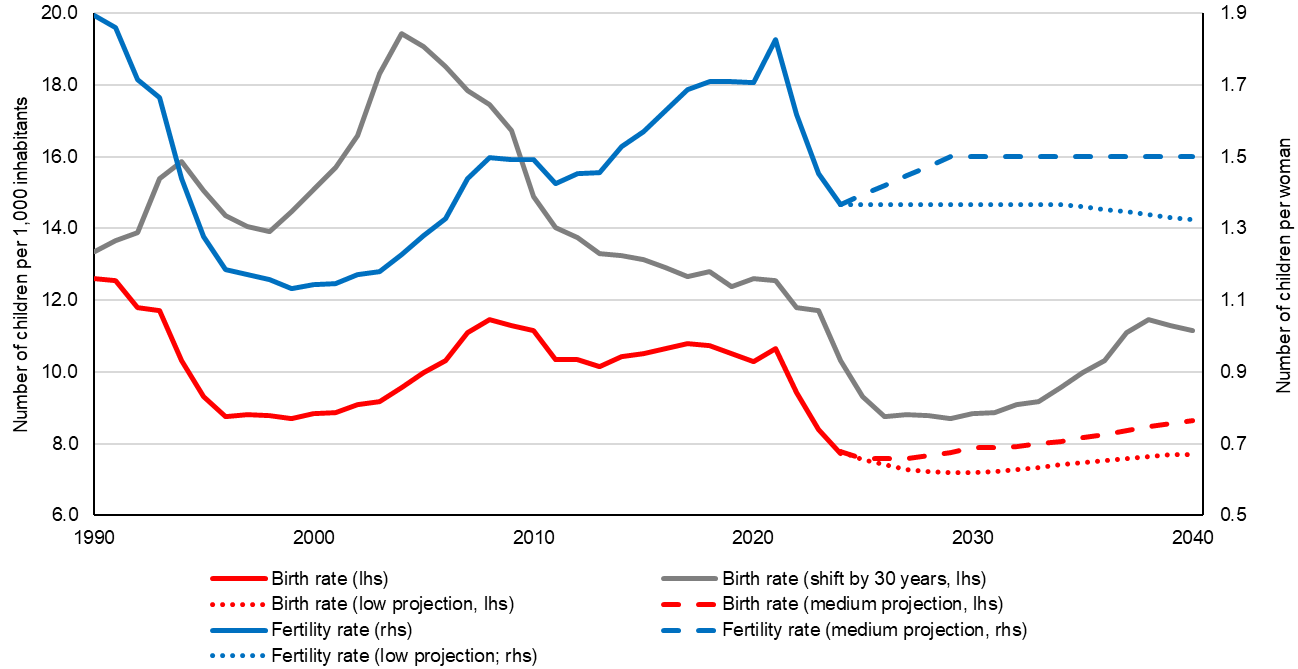 Number of children per 1,000 inhabitants
20.0
18.0
16.0
14.0
12.0
10.0
8.0
6.0
1.9
1.7
1.5
1.3
1.1
0.9
0.7
0.5
Number of children per woman
1990 2000 2010 2020 2030 2040
Birth rate (lhs) Birth rate (shift by 30 years, lhs)
Birth rate (low projection, lhs) Birth rate (medium projection, lhs)
Fertility rate (rhs) Fertility rate (medium projection, rhs)
Fertility rate (low projection; rhs)